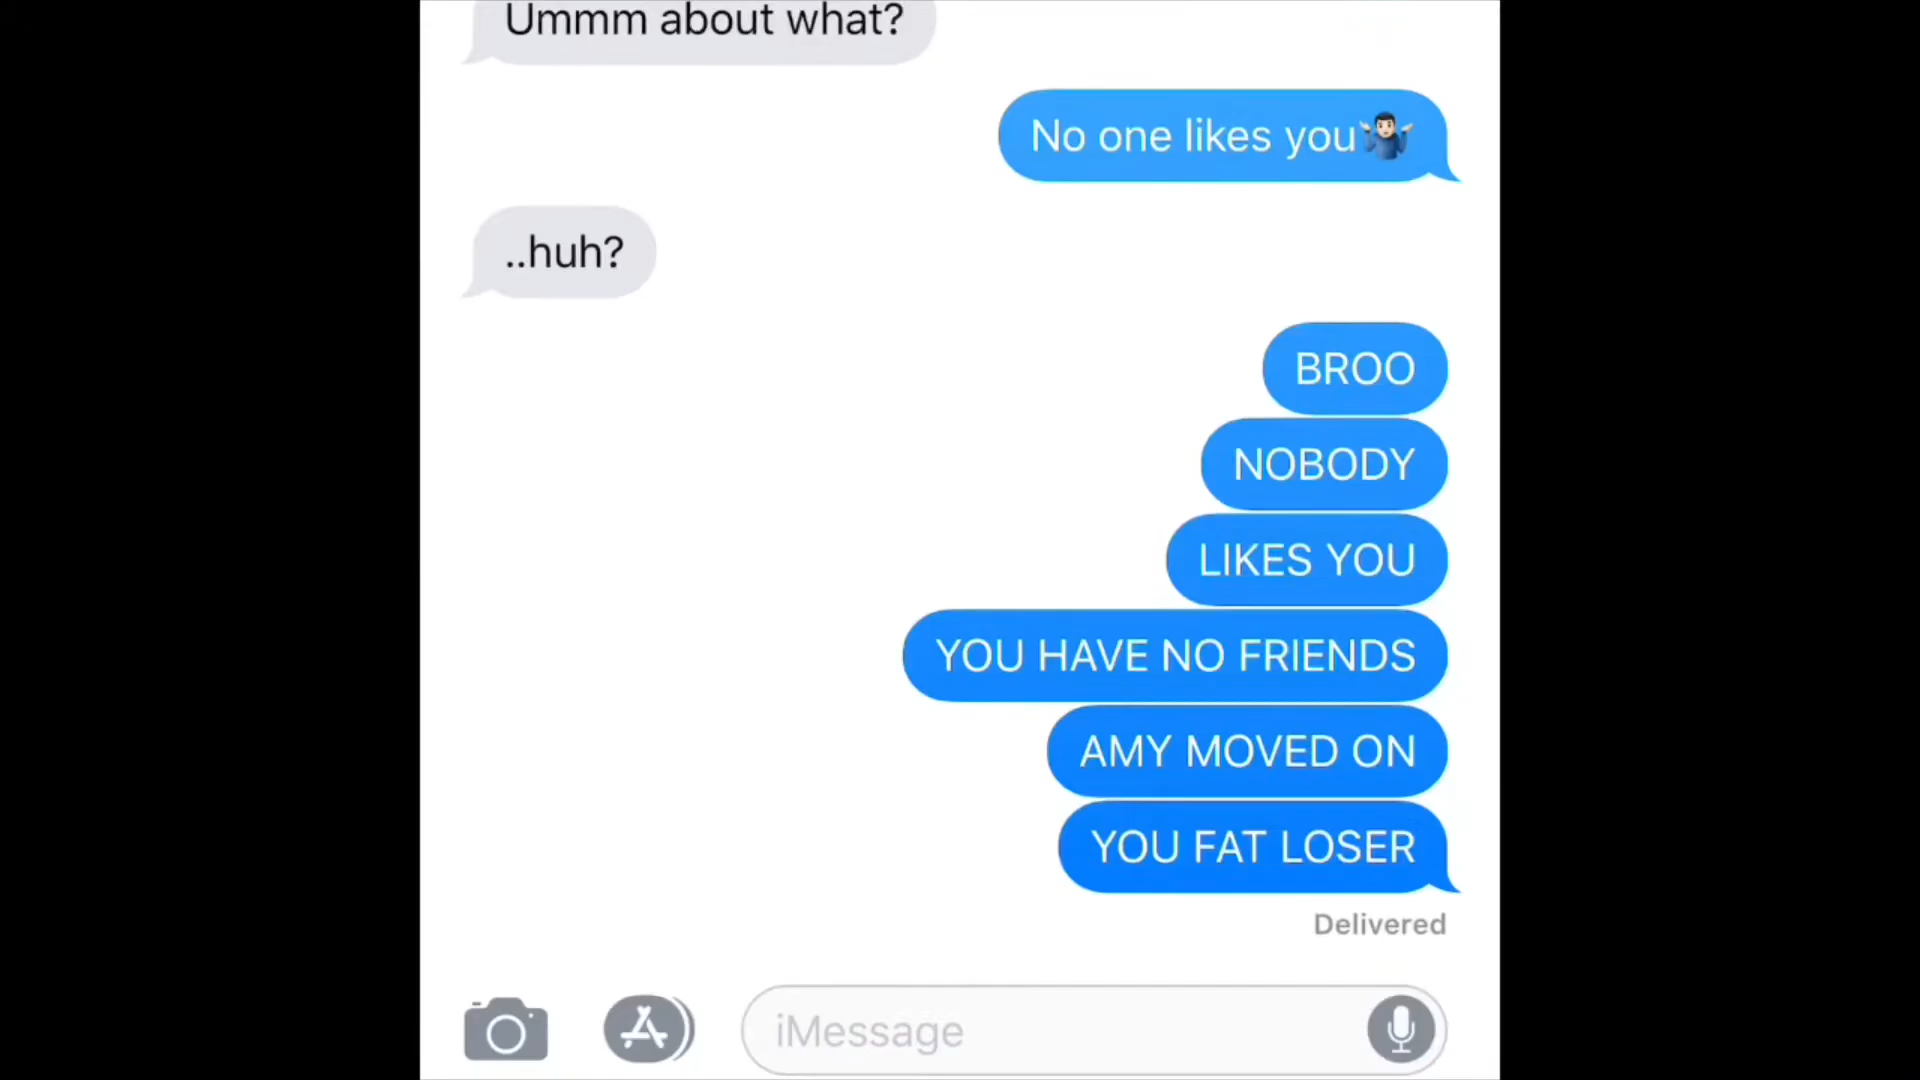 Ummm about what?
No one likes you🤷🏻‍♂️
..huh?
BROO
NOBODY
LIKES YOU
YOU HAVE NO FRIENDS
AMY MOVED ON
YOU FAT LOSER
Delivered
iMessage